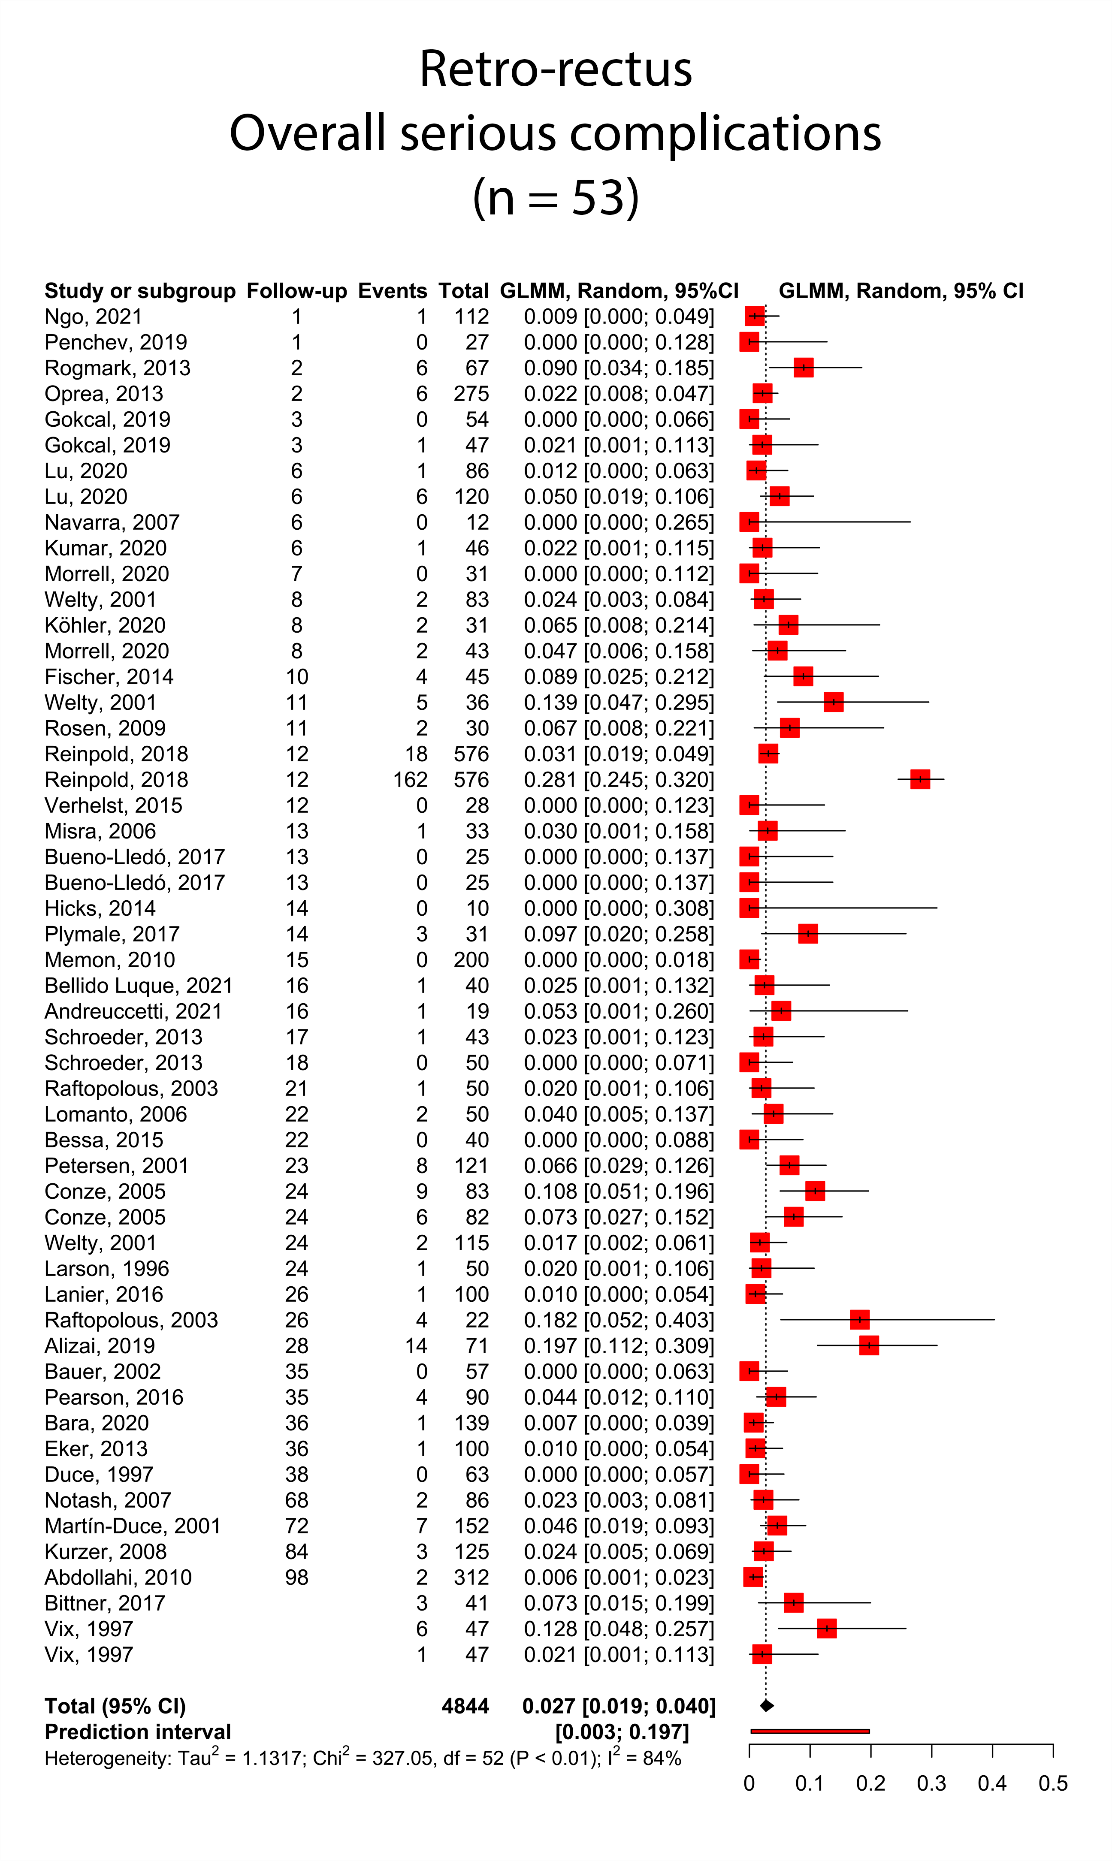 Retro-rectus
Overall serious complications
(n = 53)
Study or subgroup Follow-up Events Total GLMM, Random, 95%CI GLMM, Random, 95% CI
Ngo, 2021 1 1 112 0.009 [0.000; 0.049]
Penchev, 2019 1 0 27 0.000 [0.000; 0.128]
Rogmark, 2013 2 6 67 0.090 [0.034; 0.185]
Oprea, 2013 2 6 275 0.022 [0.008; 0.047]
Gokcal, 2019 3 0 54 0.000 [0.000; 0.066]
Gokcal, 2019 3 1 47 0.021 [0.001; 0.113]
Lu, 2020 6 1 86 0.012 [0.000; 0.063]
Lu, 2020 6 6 120 0.050 [0.019; 0.106]
Navarra, 2007 6 0 12 0.000 [0.000; 0.265]
Kumar, 2020 6 1 46 0.022 [0.001; 0.115]
Morrell, 2020 7 0 31 0.000 [0.000; 0.112]
Welty, 2001 8 2 83 0.024 [0.003; 0.084]
Köhler, 2020 8 2 31 0.065 [0.008; 0.214]
Morrell, 2020 8 2 43 0.047 [0.006; 0.158]
Fischer, 2014 10 4 45 0.089 [0.025; 0.212]
Welty, 2001 11 5 36 0.139 [0.047; 0.295]
Rosen, 2009 11 2 30 0.067 [0.008; 0.221]
Reinpold, 2018 12 18 576 0.031 [0.019; 0.049]
Reinpold, 2018 12 162 576 0.281 [0.245; 0.320]
Verhelst, 2015 12 0 28 0.000 [0.000; 0.123]
Misra, 2006 13 1 33 0.030 [0.001; 0.158]
Bueno-Lledó, 2017 13 0 25 0.000 [0.000; 0.137]
Bueno-Lledó, 2017 13 0 25 0.000 [0.000; 0.137]
Hicks, 2014 14 0 10 0.000 [0.000; 0.308]
Plymale, 2017 14 3 31 0.097 [0.020; 0.258]
Memon, 2010 15 0 200 0.000 [0.000; 0.018]
Bellido Luque, 2021 16 1 40 0.025 [0.001; 0.132]
Andreuccetti, 2021 16 1 19 0.053 [0.001; 0.260]
Schroeder, 2013 17 1 43 0.023 [0.001; 0.123]
Schroeder, 2013 18 0 50 0.000 [0.000; 0.071]
Raftopolous, 2003 21 1 50 0.020 [0.001; 0.106]
Lomanto, 2006 22 2 50 0.040 [0.005; 0.137]
Bessa, 2015 22 0 40 0.000 [0.000; 0.088]
Petersen, 2001 23 8 121 0.066 [0.029; 0.126]
Conze, 2005 24 9 83 0.108 [0.051; 0.196]
Conze, 2005 24 6 82 0.073 [0.027; 0.152]
Welty, 2001 24 2 115 0.017 [0.002; 0.061]
Larson, 1996 24 1 50 0.020 [0.001; 0.106]
Lanier, 2016 26 1 100 0.010 [0.000; 0.054]
Raftopolous, 2003 26 4 22 0.182 [0.052; 0.403]
Alizai, 2019 28 14 71 0.197 [0.112; 0.309]
Bauer, 2002 35 0 57 0.000 [0.000; 0.063]
Pearson, 2016 35 4 90 0.044 [0.012; 0.110]
Bara, 2020 36 1 139 0.007 [0.000; 0.039]
Eker, 2013 36 1 100 0.010 [0.000; 0.054]
Duce, 1997 38 0 63 0.000 [0.000; 0.057]
Notash, 2007 68 2 86 0.023 [0.003; 0.081]
Martín-Duce, 2001 72 7 152 0.046 [0.019; 0.093]
Kurzer, 2008 84 3 125 0.024 [0.005; 0.069]
Abdollahi, 2010 98 2 312 0.006 [0.001; 0.023]
Bittner, 2017 3 41 0.073 [0.015; 0.199]
Vix, 1997 6 47 0.128 [0.048; 0.257]
Vix, 1997 1 47 0.021 [0.001; 0.113]
Total (95% CI) 4844 0.027 [0.019; 0.040]
Prediction interval [0.003; 0.197]
Heterogeneity: Tau² = 1.1317; Chi² = 327.05, df = 52 (P < 0.01); I² = 84%
0 0.1 0.2 0.3 0.4 0.5